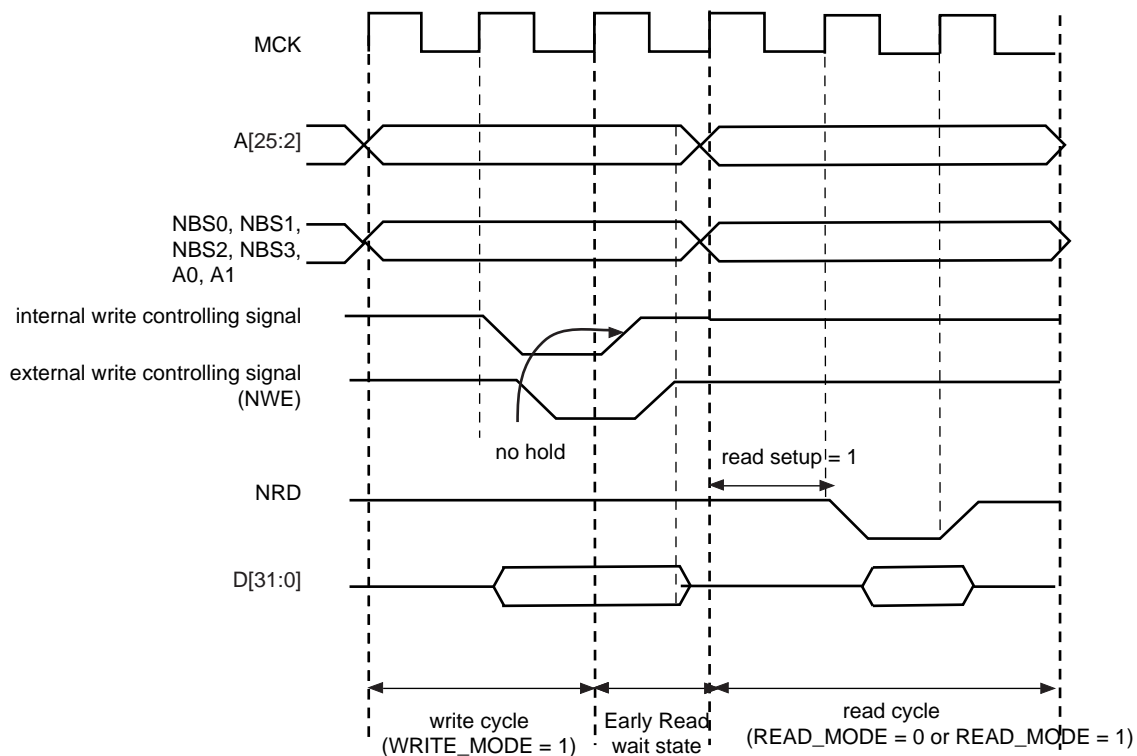 MCK
A[25:2]
NBS0, NBS1,
NBS2, NBS3,
A0, A1
internal write controlling signal
external write controlling signal
(NWE)
no hold
read setup = 1
NRD
D[31:0]
write cycle
(WRITE_MODE = 1)
Early Read
wait state
read cycle
(READ_MODE = 0 or READ_MODE = 1)